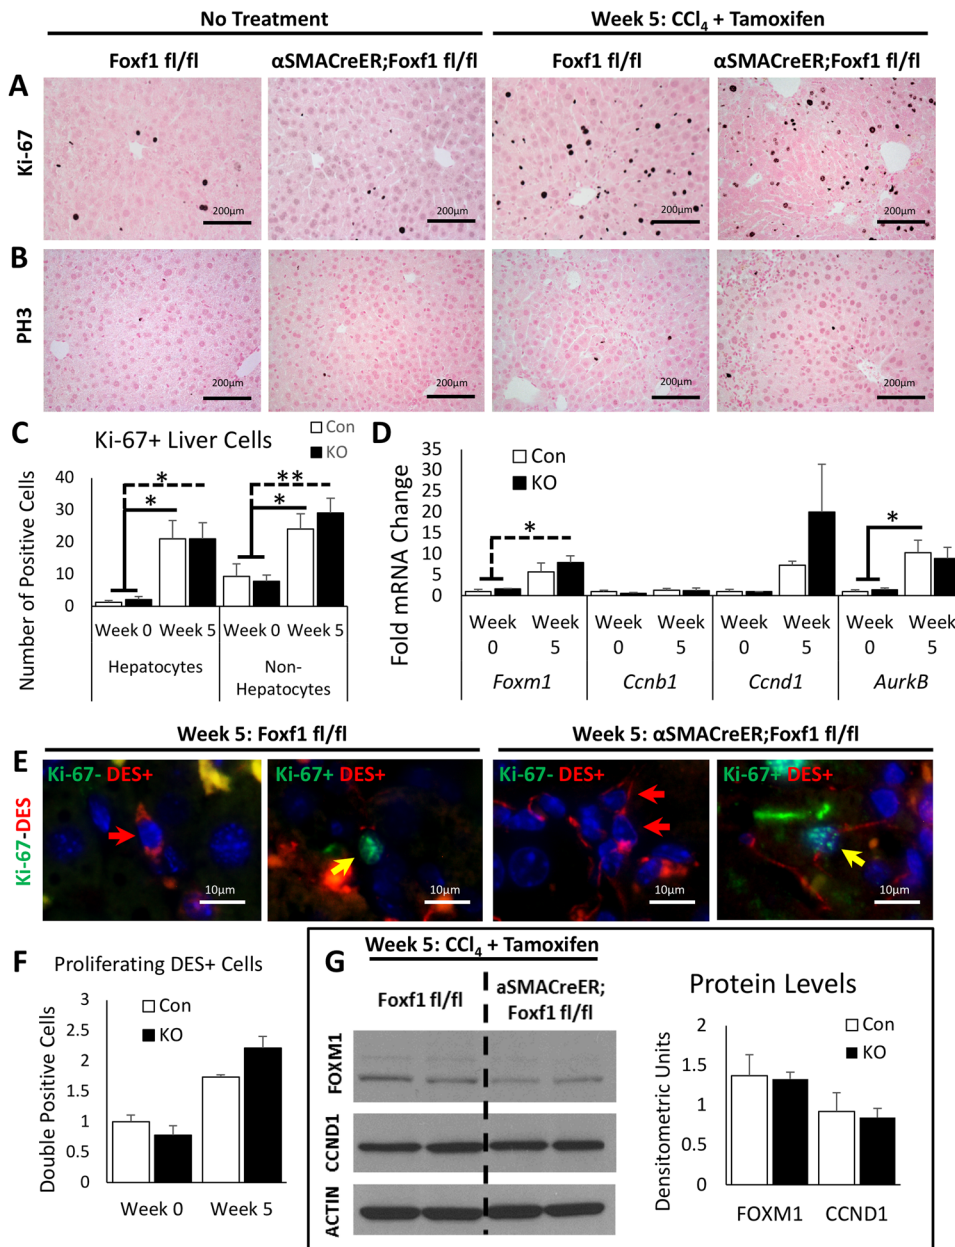 No Treatment
Week 5: CCl4 + Tamoxifen
Foxf1 fl/fl
αSMACreER;Foxf1 fl/fl
Foxf1 fl/fl
αSMACreER;Foxf1 fl/fl
A
Ki-67
200µm
200µm
200µm
200µm
B
PH3
200µm
200µm
200µm
200µm
C
Ki-67+ Liver Cells
Con
KO
Number of Positive Cells
40
30
20
10
0
*
*
**
*
Week 0
Week 5
Week 0
Week 5
Hepatocytes
Non-
Hepatocytes
D
Con
KO
Fold mRNA Change
35
30
25
20
15
10
5
0
*
*
Week
0
Week
5
Week
0
Week
5
Week
0
Week
5
Week
0
Week
5
Foxm1
Ccnb1
Ccnd1
AurkB
Week 5: Foxf1 fl/fl
Week 5: αSMACreER;Foxf1 fl/fl
E
Ki-67-DES
Ki-67- DES+
Ki-67+ DES+
Ki-67- DES+
Ki-67+ DES+
10µm
10µm
10µm
10µm
F
Proliferating DES+ Cells
Con
KO
Double Positive Cells
3
2.5
2
1.5
1
0.5
0
Week 0
Week 5
G
Week 5: CCl4 + Tamoxifen
Foxf1 fl/fl
aSMACreER;
Foxf1 fl/fl
FOXM1
CCND1
ACTIN
Protein Levels
Con
KO
Densitometric Units
2
1.5
1
0.5
0
FOXM1
CCND1